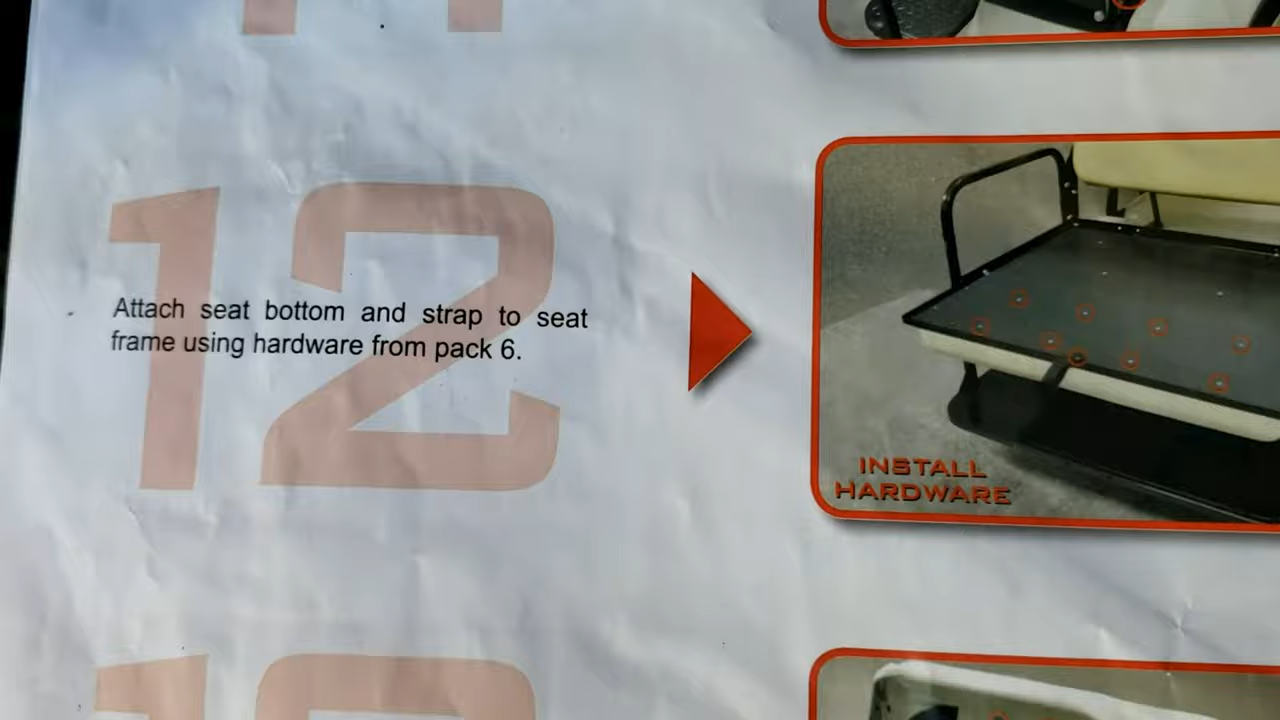 12
Attach seat bottom and strap to seat
frame using hardware from pack 6.
INSTALL
HARDWARE